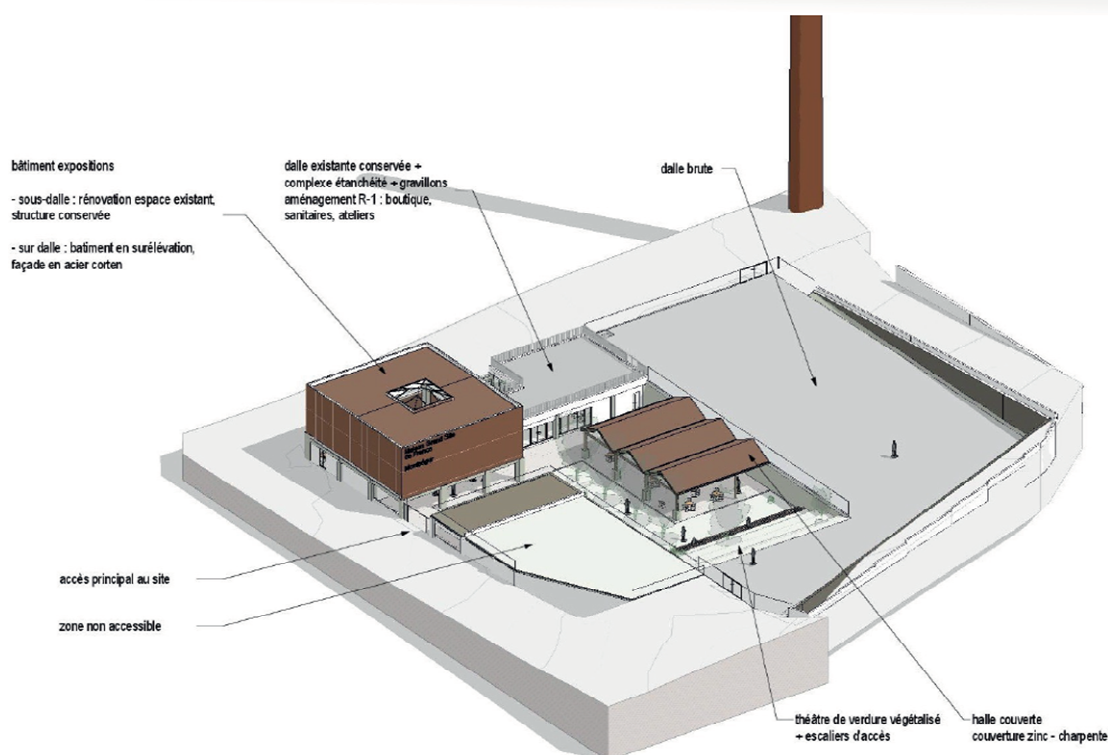 bâtiment expositions
- sous-dalle : rénovation espace existant,
structure conservée
- sur dalle : batiment en surélévation,
façade en acier corten
dalle existante conservée +
complexe étanchéité + gravillons
aménagement R-1 : boutique,
sanitaires, ateliers
dalle brute
accès principal au site
zone non accessible
théâtre de verdure végétalisé
+ escaliers d'accès
halle couverte
couverture zinc - charpente